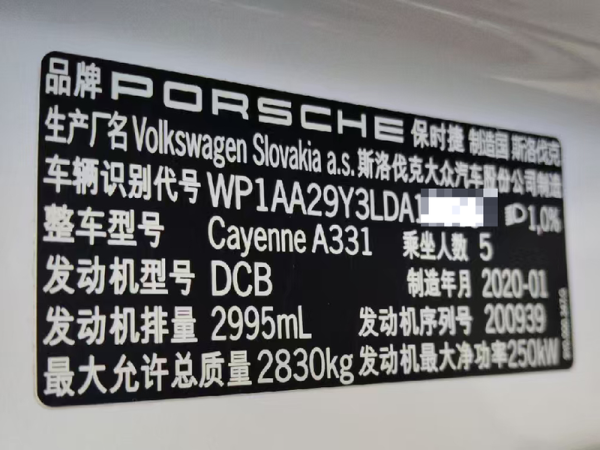 品牌 PORSCHE 保时捷 制造国 斯洛伐克
生产厂名 Volkswagen Slovakia a.s. 斯洛伐克大众汽车股份公司制造
车辆识别代号 WP1AA29Y3LDA1 1,0%
整车型号 Cayenne A331 乘坐人数 5
发动机型号 DCB 制造年月 2020-01
发动机排量 2995mL 发动机序列号 200939
最大允许总质量 2830kg 发动机最大净功率 250kW